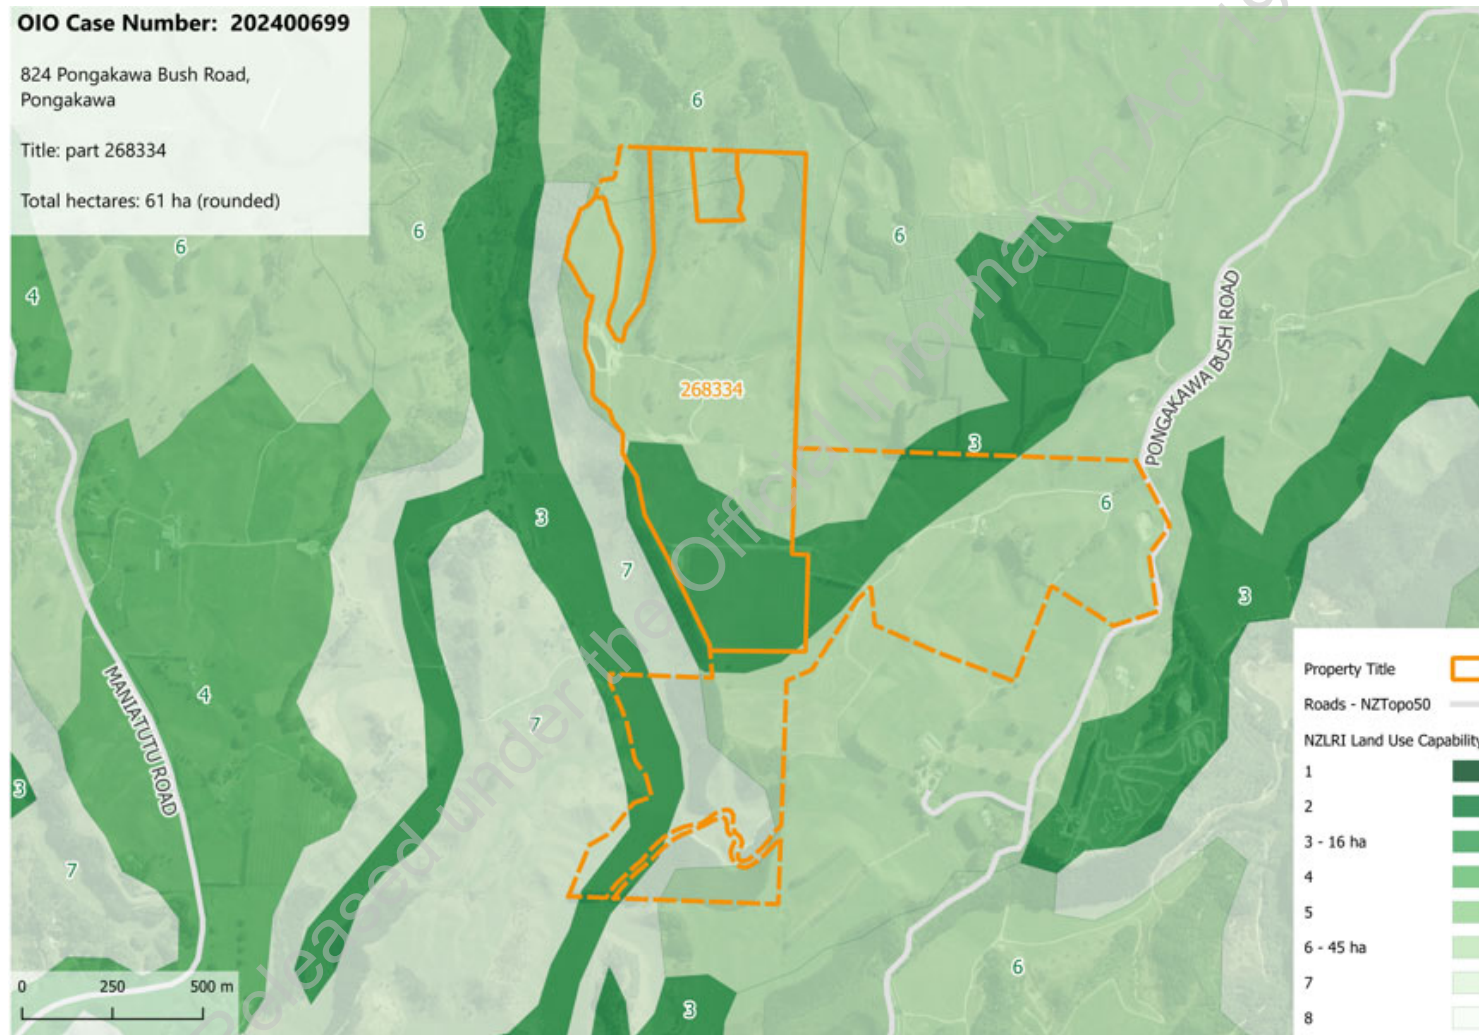 OIO Case Number: 202400699
824 Pongakawa Bush Road,
Pongakawa
Title: part 268334
Total hectares: 61 ha (rounded)
6
6
6
6
4
268334
3
PONGAKAWA BUSH ROAD
6
3
7
3
4
MANIATUTU ROAD
7
3
7
6
3
0 250 500 m
Property Title
Roads - NZTopo50
NZLRI Land Use Capability
1
2
3 - 16 ha
4
5
6 - 45 ha
7
8
Released under the Official Information Act